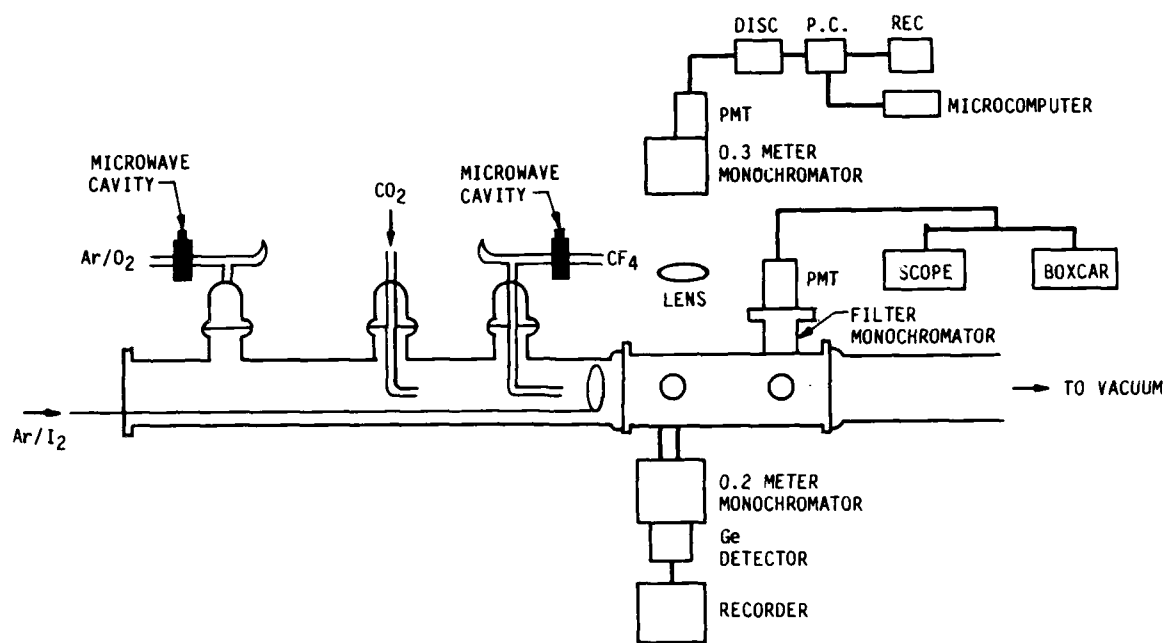 DISC P.C. REC
PMT
MICROCOMPUTER
0.3 METER
MONOCHROMATOR
MICROWAVE
CAVITY
CO2
MICROWAVE
CAVITY
Ar/O2
CF4
LENS
PMT
SCOPE
BOXCAR
FILTER
MONOCHROMATOR
TO VACUUM
Ar/I2
0.2 METER
MONOCHROMATOR
Ge
DETECTOR
RECORDER